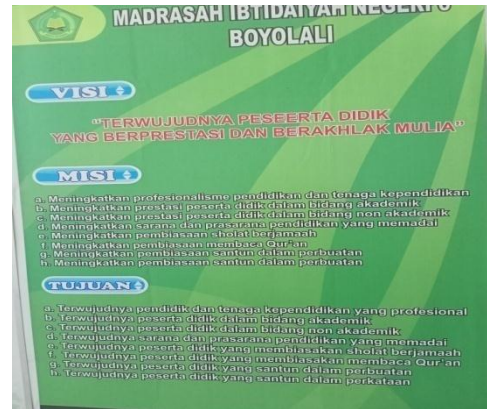 MADRASAH IBTIDAIYAH NEGERI 6
BOYOLALI
VISI
"TERWUJUDNYA PESEERTA DIDIK
YANG BERPRESTASI DAN BERAKHLAK MULIA"
MISI
a. Meningkatkan profesionalisme pendidikan dan tenaga kependidikan
b. Meningkatkan prestasi peserta didik dalam bidang akademik
c. Meningkatkan prestasi peserta didik dalam bidang non akademik
d. Meningkatkan sarana dan prasarana pendidikan yang memadai
e. Meningkatkan pembiasaan sholat berjamaah
f. Meningkatkan pembiasaan membaca Qur'an
g. Meningkatkan pembiasaan santun dalam perbuatan
h. Meningkatkan pembiasaan santun dalam perbuatan
TUJUAN
a. Terwujudnya pendidik dan tenaga kependidikan yang profesional
b. Terwujudnya peserta didik dalam bidang akademik
c. Terwujudnya peserta didik dalam bidang non akademik
d. Terwujudnya sarana dan prasarana pendidikan yang memadai
e. Terwujudnya peserta didik yang membiasakan sholat berjamaah
f. Terwujudnya peserta didik yang membiasakan membaca Qur'an
g. Terwujudnya peserta didik yang santun dalam perbuatan
h. Terwujudnya peserta didik yang santun dalam perkataan